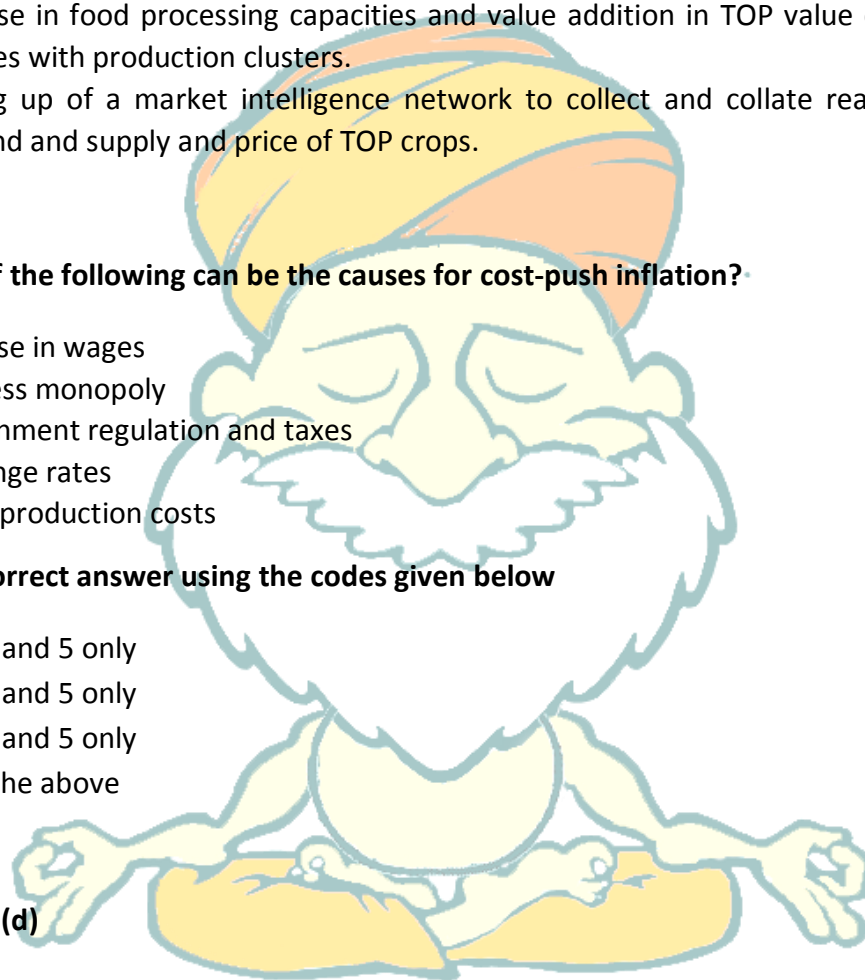 se in food processing capacities and value addition in TOP value
es with production clusters.
g up of a market intelligence network to collect and collate rea
nd and supply and price of TOP crops.
f the following can be the causes for cost-push inflation?
se in wages
ess monopoly
nment regulation and taxes
nge rates
production costs
orrect answer using the codes given below
and 5 only
and 5 only
and 5 only
he above
(d)